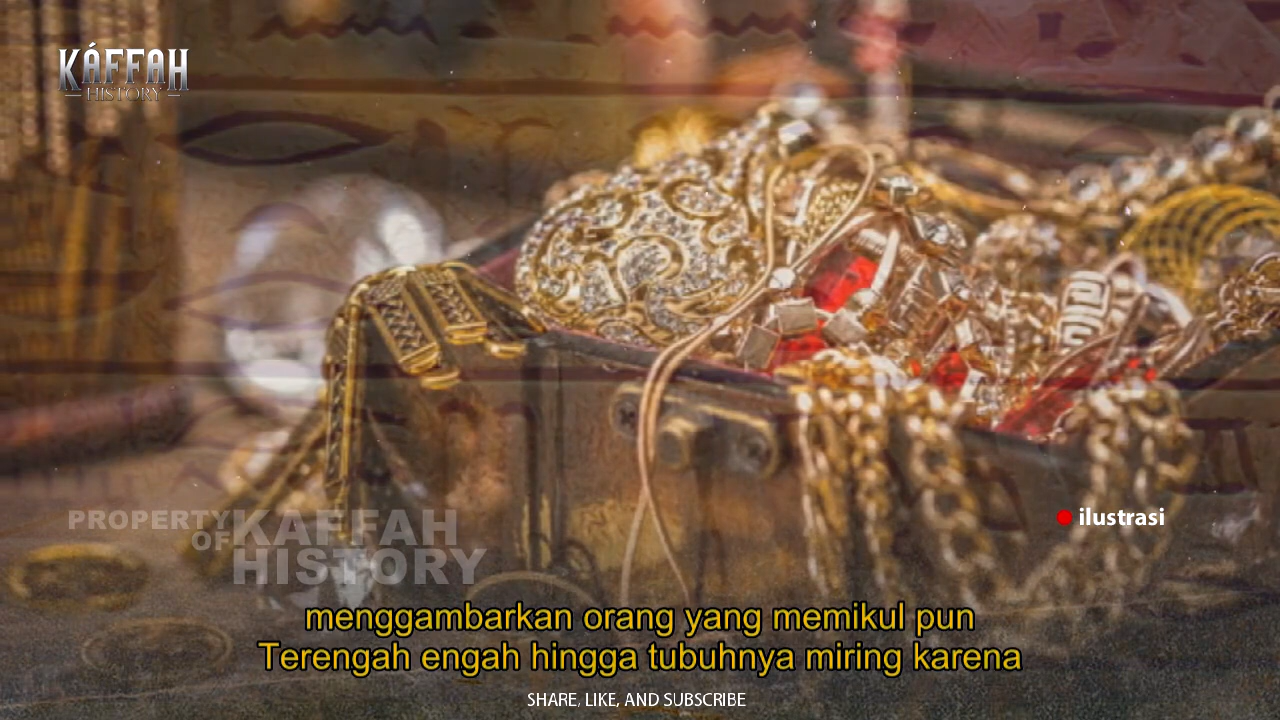 KÁFFAH
HISTORY
PROPERTY
OF
KAFFAH
HISTORY
ilustrasi
menggambarkan orang yang memikul pun
Terengah engah hingga tubuhnya miring karena
SHARE, LIKE, AND SUBSCRIBE